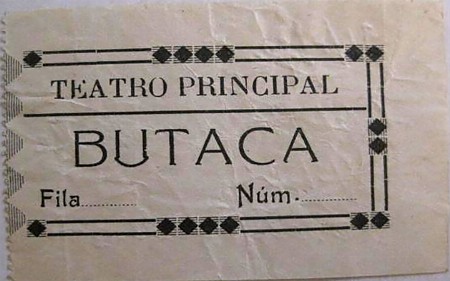 TEATRO PRINCIPAL
BUTACA
Fila............ Núm.............